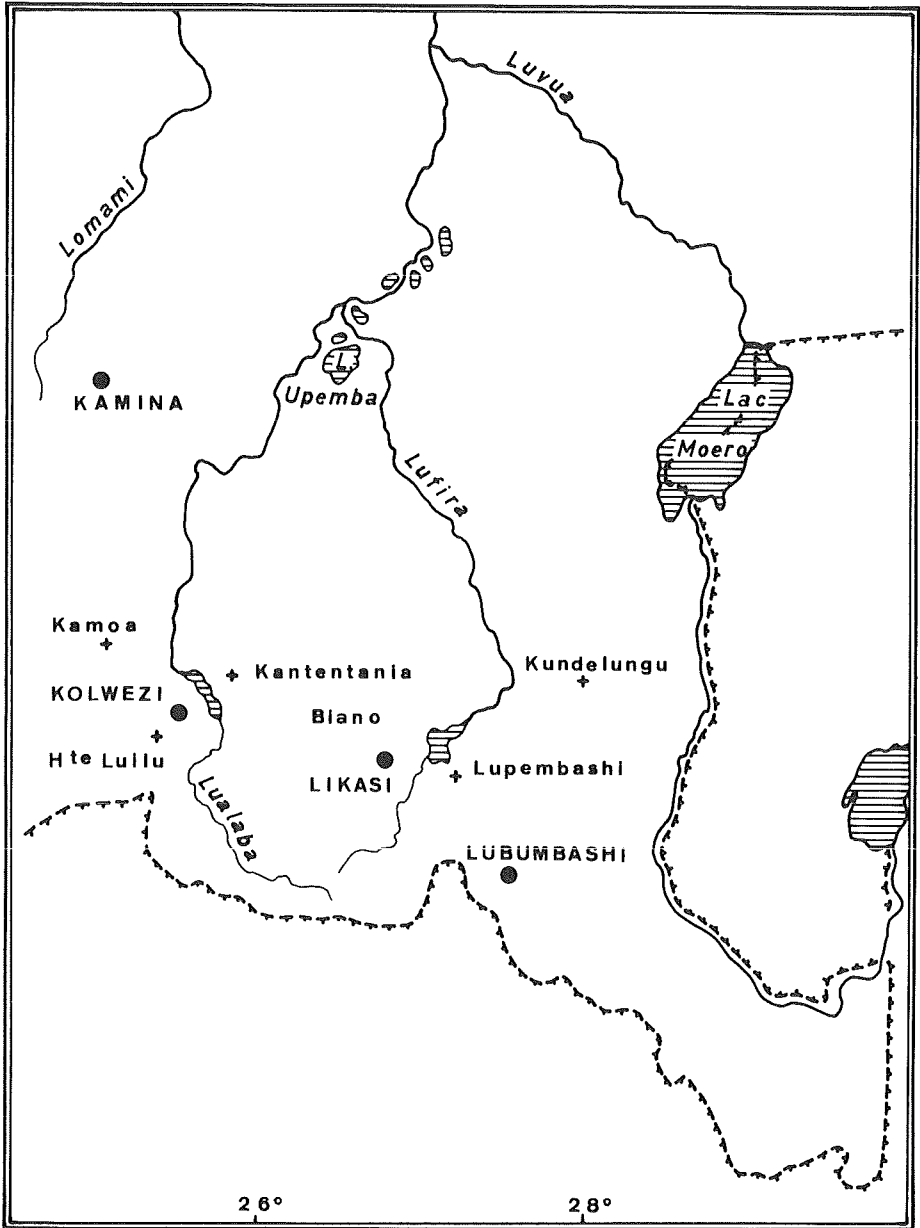 Luvua
Lomami
KAMINA
L.
Upemba
Lac
Moero
Lufira
Kamoa
Kantentania
Kundelungu
KOLWEZI
Biano
Hte Luilu
LIKASI
Lupembashi
Lualaba
LUBUMBASHI
26° 28°